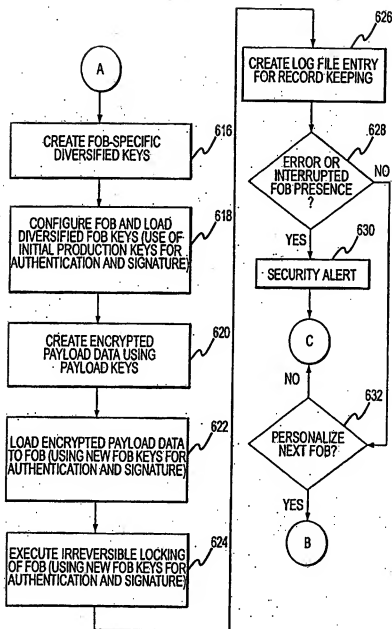 A
616
CREATE FOB-SPECIFIC
DIVERSIFIED KEYS
618
CONFIGURE FOB AND LOAD
DIVERSIFIED FOB KEYS (USE OF
INITIAL PRODUCTION KEYS FOR
AUTHENTICATION AND SIGNATURE)
620
CREATE ENCRYPTED
PAYLOAD DATA USING
PAYLOAD KEYS
622
LOAD ENCRYPTED PAYLOAD DATA
TO FOB (USING NEW FOB KEYS FOR
AUTHENTICATION AND SIGNATURE)
624
EXECUTE IRREVERSIBLE LOCKING
OF FOB (USING NEW FOB KEYS FOR
AUTHENTICATION AND SIGNATURE)
626
CREATE LOG FILE ENTRY
FOR RECORD KEEPING
628
ERROR OR
INTERRUPTED
FOB PRESENCE
?
NO
YES
630
SECURITY ALERT
C
NO
632
PERSONALIZE
NEXT FOB?
YES
B